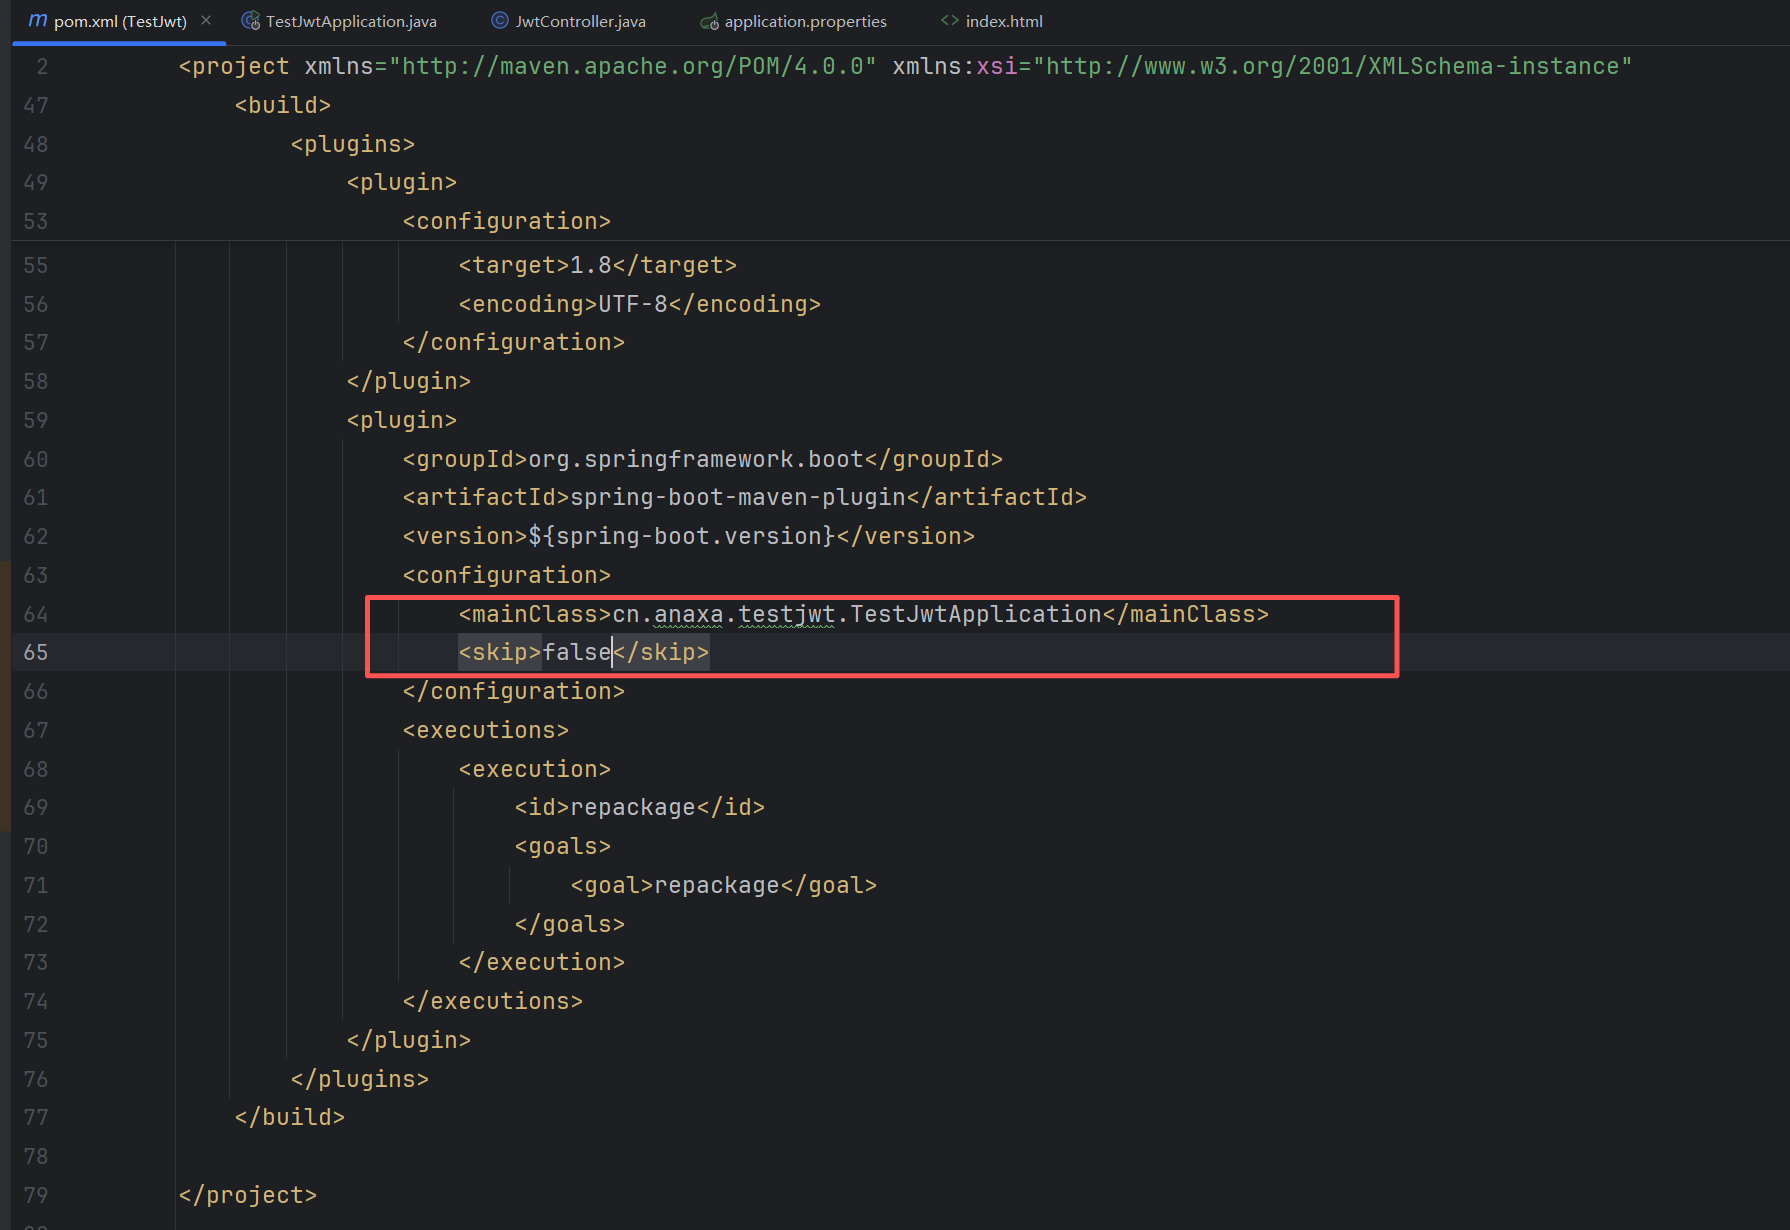 pom.xml (TestJwt) TestJwtApplication.java JwtController.java application.properties index.html
2 <project xmlns="http://maven.apache.org/POM/4.0.0" xmlns:xsi="http://www.w3.org/2001/XMLSchema-instance"
47 <build>
48 <plugins>
49 <plugin>
53 <configuration>
55 <target>1.8</target>
56 <encoding>UTF-8</encoding>
57 </configuration>
58 </plugin>
59 <plugin>
60 <groupId>org.springframework.boot</groupId>
61 <artifactId>spring-boot-maven-plugin</artifactId>
62 <version>${spring-boot.version}</version>
63 <configuration>
64 <mainClass>cn.anaxa.testjwt.TestJwtApplication</mainClass>
65 <skip>false</skip>
66 </configuration>
67 <executions>
68 <execution>
69 <id>repackage</id>
70 <goals>
71 <goal>repackage</goal>
72 </goals>
73 </execution>
74 </executions>
75 </plugin>
76 </plugins>
77 </build>
78
79 </project>